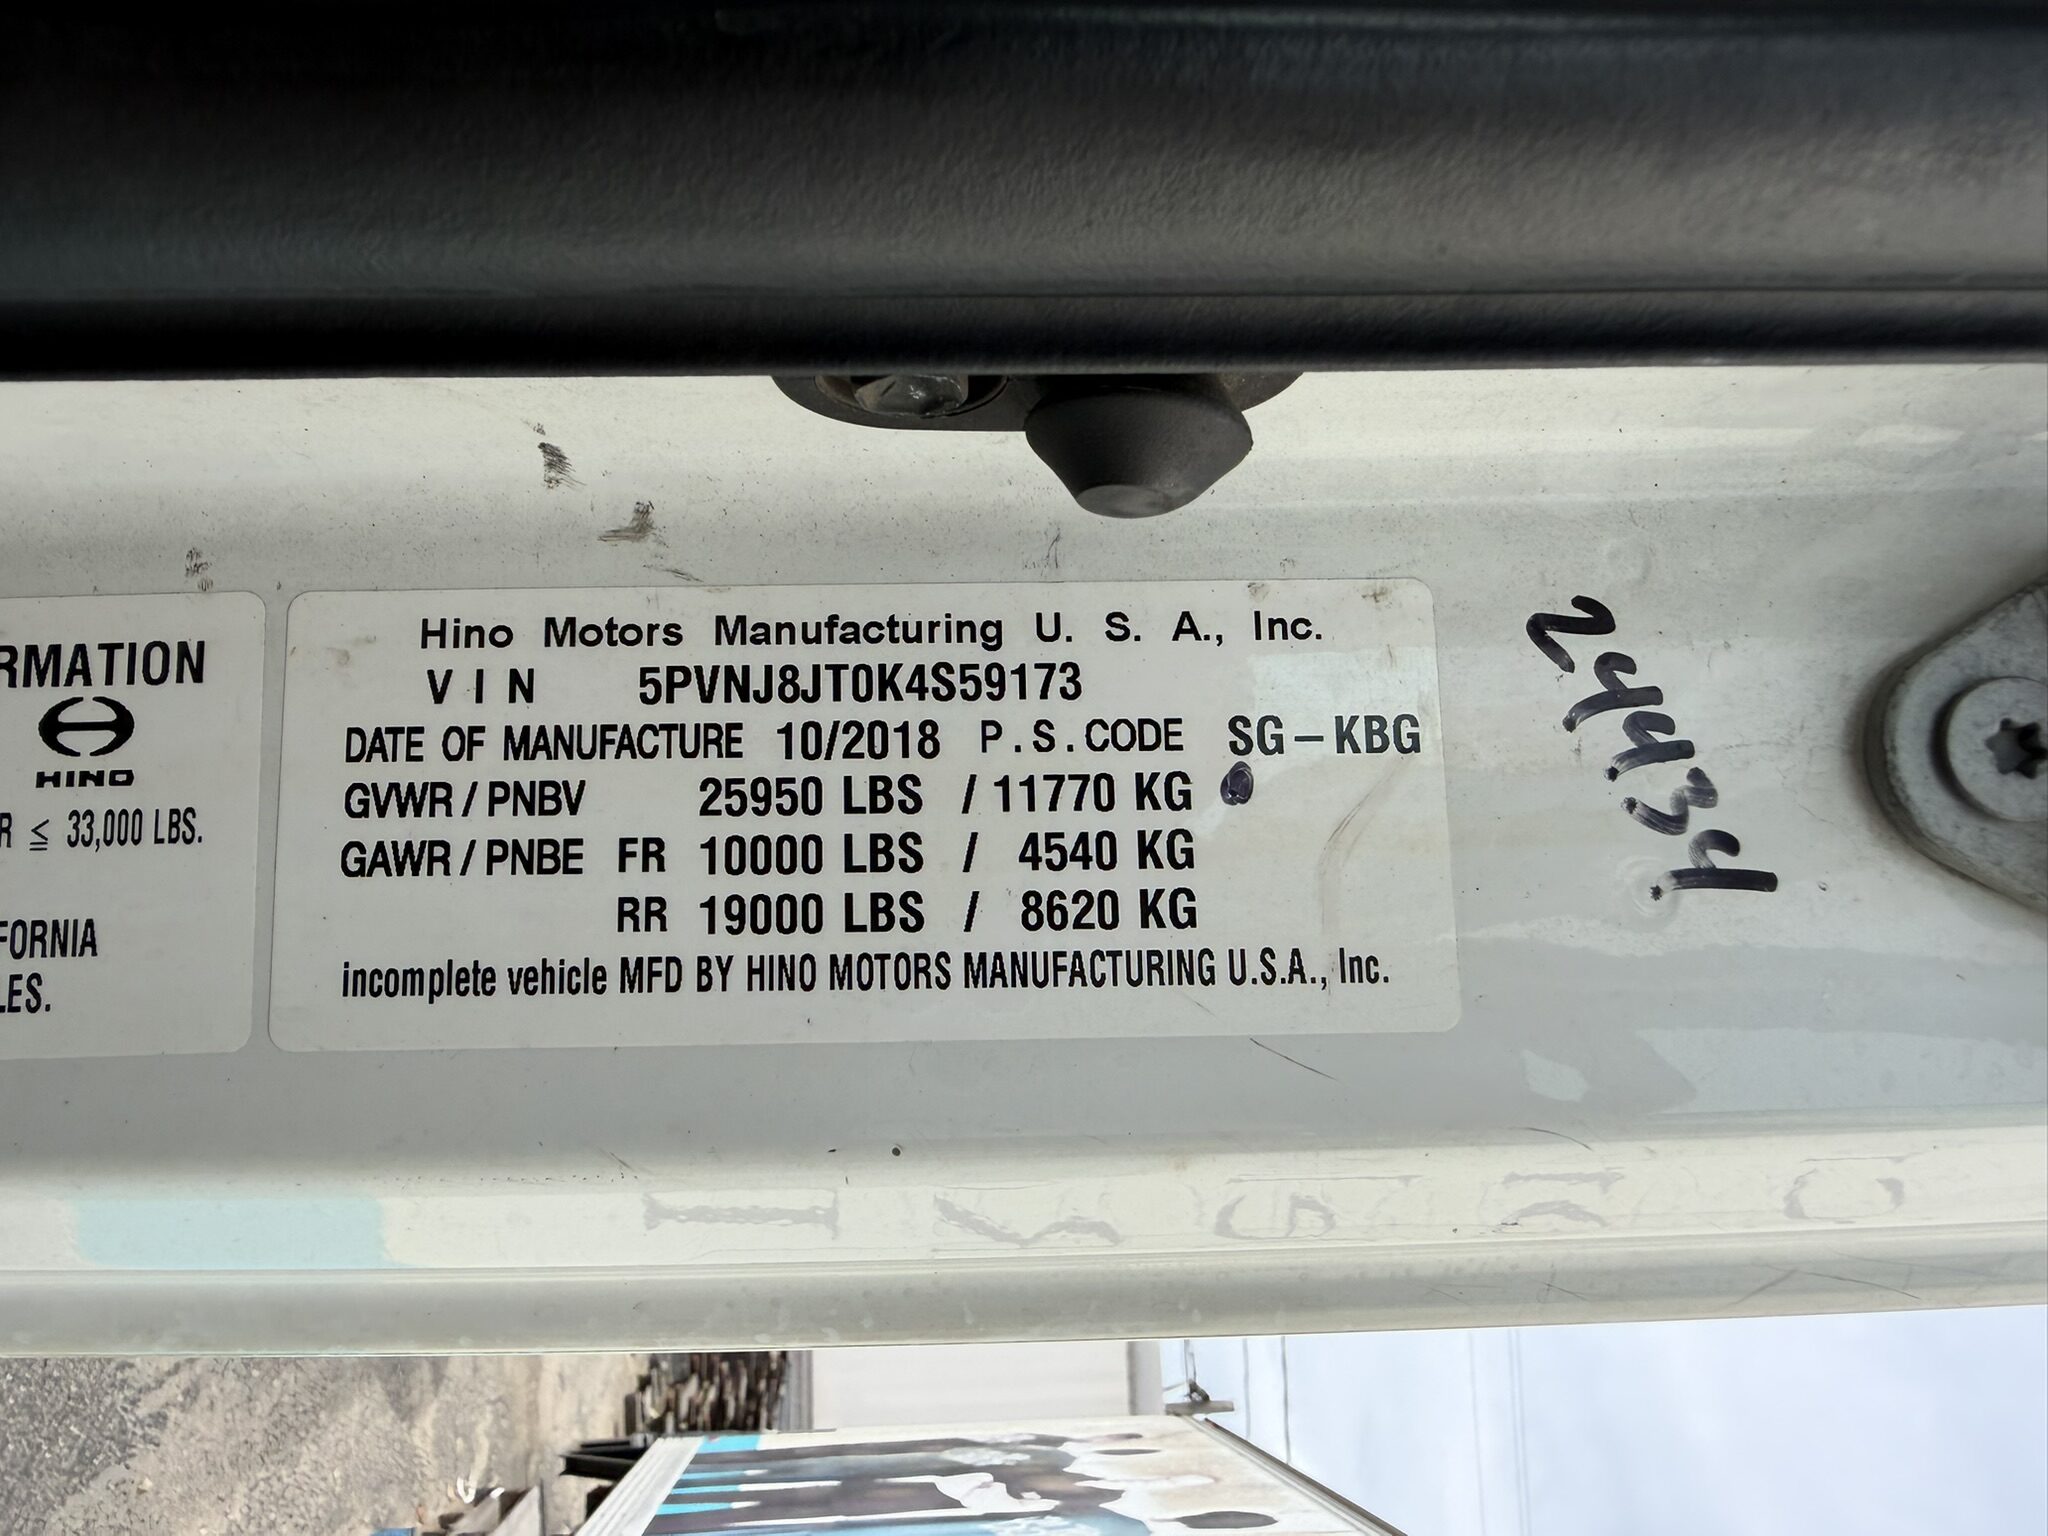 RMATION
HINO
R ≦ 33,000 LBS.
FORNIA
LES.
Hino Motors Manufacturing U. S. A., Inc.
VIN 5PVNJ8JT0K4S59173
DATE OF MANUFACTURE 10/2018 P.S.CODE SG-KBG
GVWR / PNBV 25950 LBS / 11770 KG
GAWR / PNBE FR 10000 LBS / 4540 KG
RR 19000 LBS / 8620 KG
incomplete vehicle MFD BY HINO MOTORS MANUFACTURING U.S.A., Inc.
24434